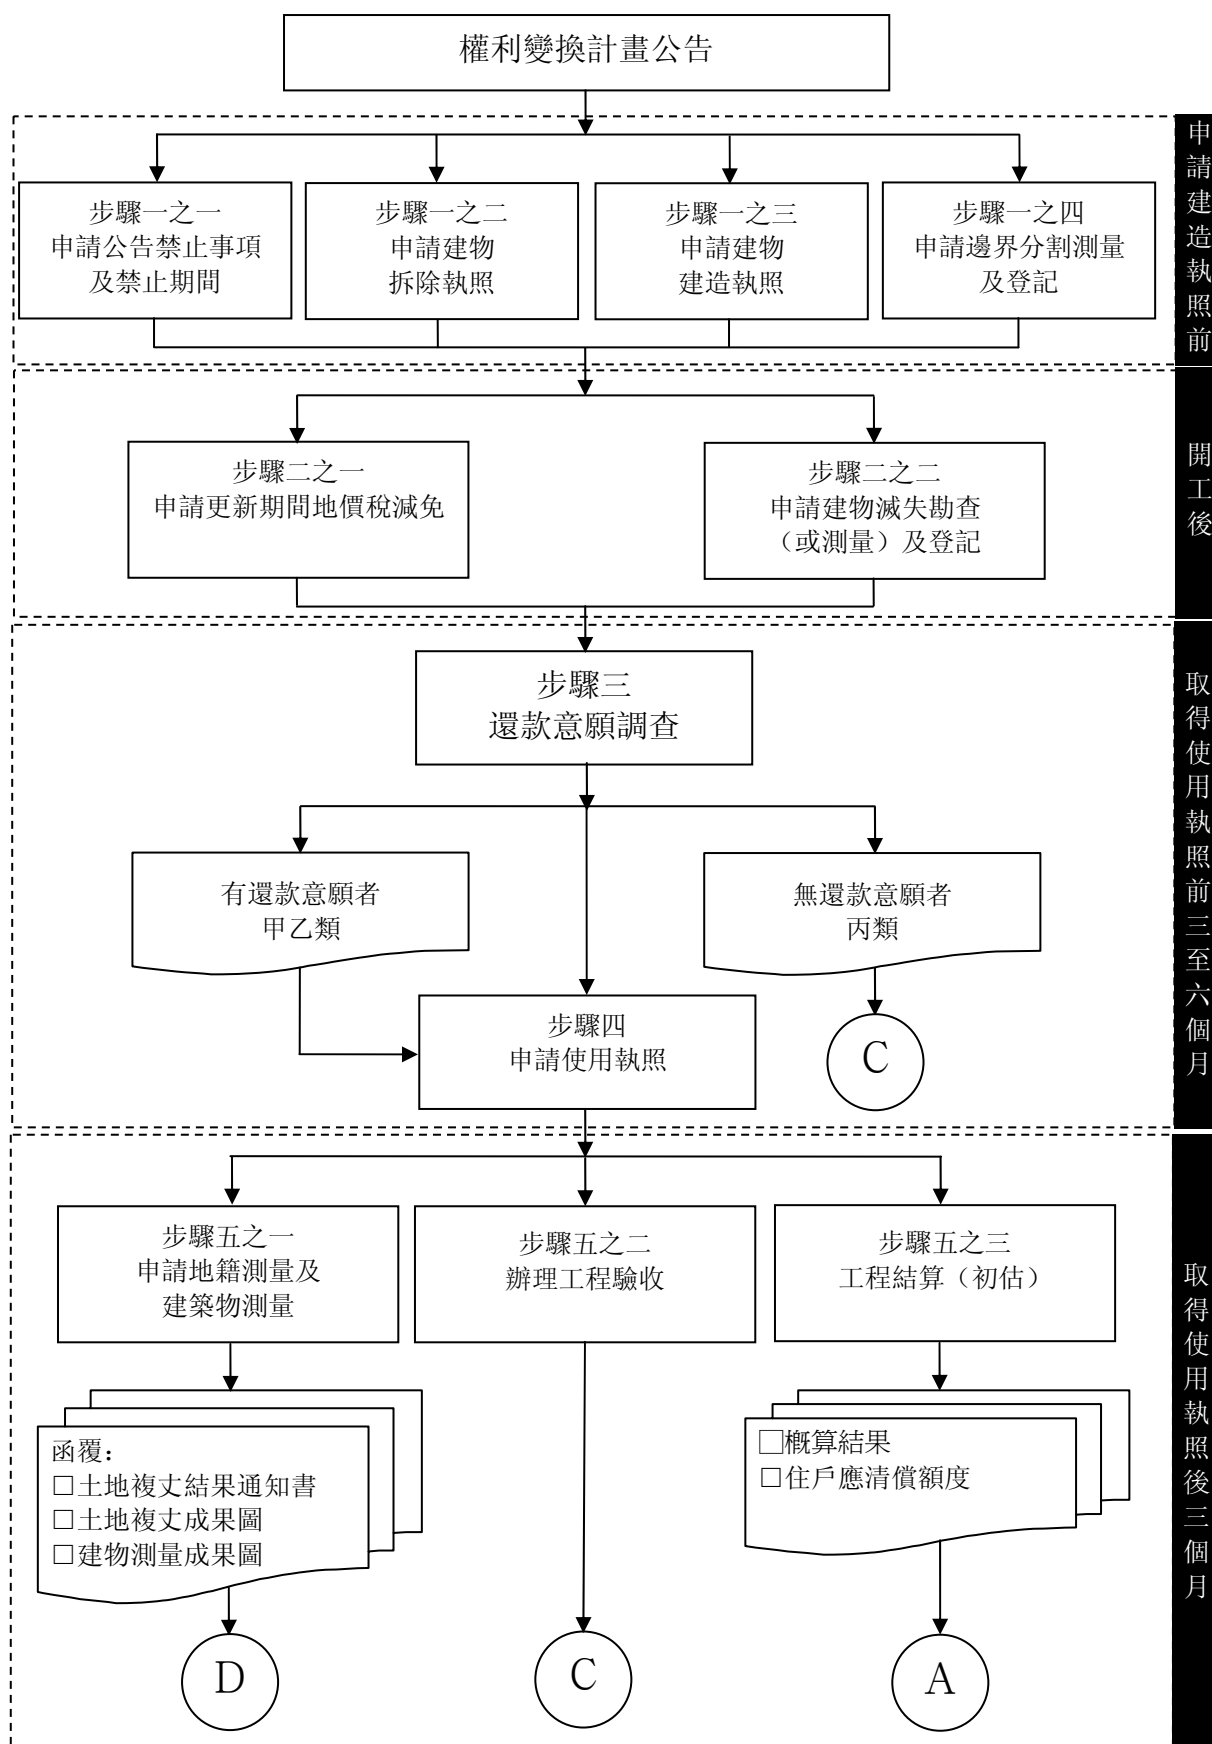 權利變換計畫公告
申請建造執照前
步驟一之一
申請公告禁止事項
及禁止期間
步驟一之二
申請建物
拆除執照
步驟一之三
申請建物
建造執照
步驟一之四
申請邊界分割測量
及登記
開工後
步驟二之一
申請更新期間地價稅減免
步驟二之二
申請建物滅失勘查
（或測量）及登記
取得使用執照前三至六個月
步驟三
還款意願調查
有還款意願者
甲乙類
無還款意願者
丙類
步驟四
申請使用執照
C
取得使用執照後三個月
步驟五之一
申請地籍測量及
建築物測量
步驟五之二
辦理工程驗收
步驟五之三
工程結算（初估）
函覆：
□土地複丈結果通知書
□土地複丈成果圖
□建物測量成果圖
□概算結果
□住戶應清償額度
D
C
A